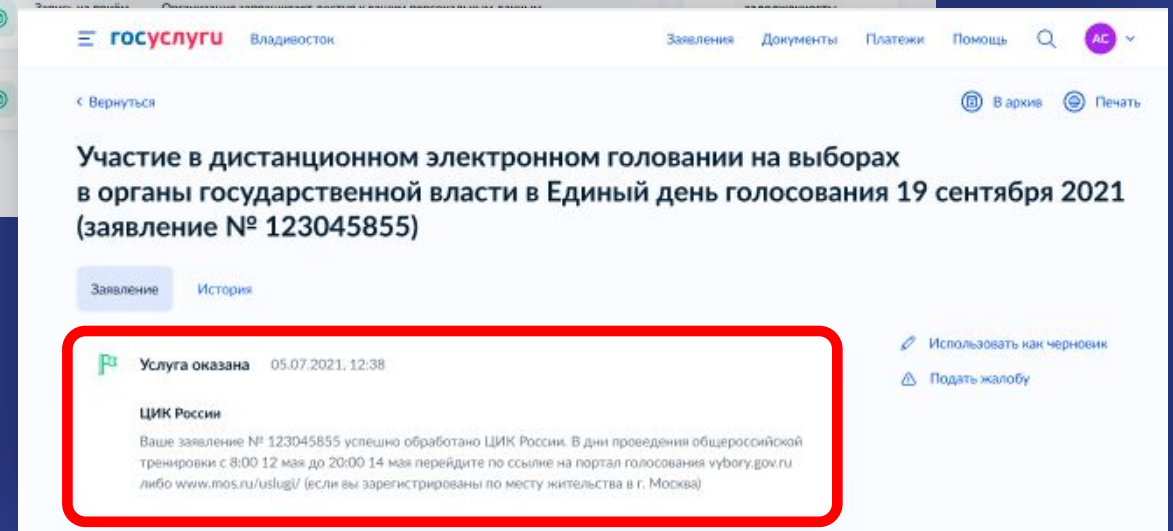 госуслуги Владивосток Заявления Документы Платежи Помощь АС
Вернуться В архив Печать
Участие в дистанционном электронном головании на выборах
в органы государственной власти в Единый день голосования 19 сентября 2021
(заявление № 123045855)
Заявление История
Использовать как черновик
Услуга оказана 05.07.2021, 12:38
Подать жалобу
ЦИК России
Ваше заявление № 123045855 успешно обработано ЦИК России. В дни проведения общероссийской
тренировки с 8:00 12 мая до 20:00 14 мая перейдите по ссылке на портал голосования vybory.gov.ru
либо www.mos.ru/uslugi/ (если вы зарегистрированы по месту жительства в г. Москва)